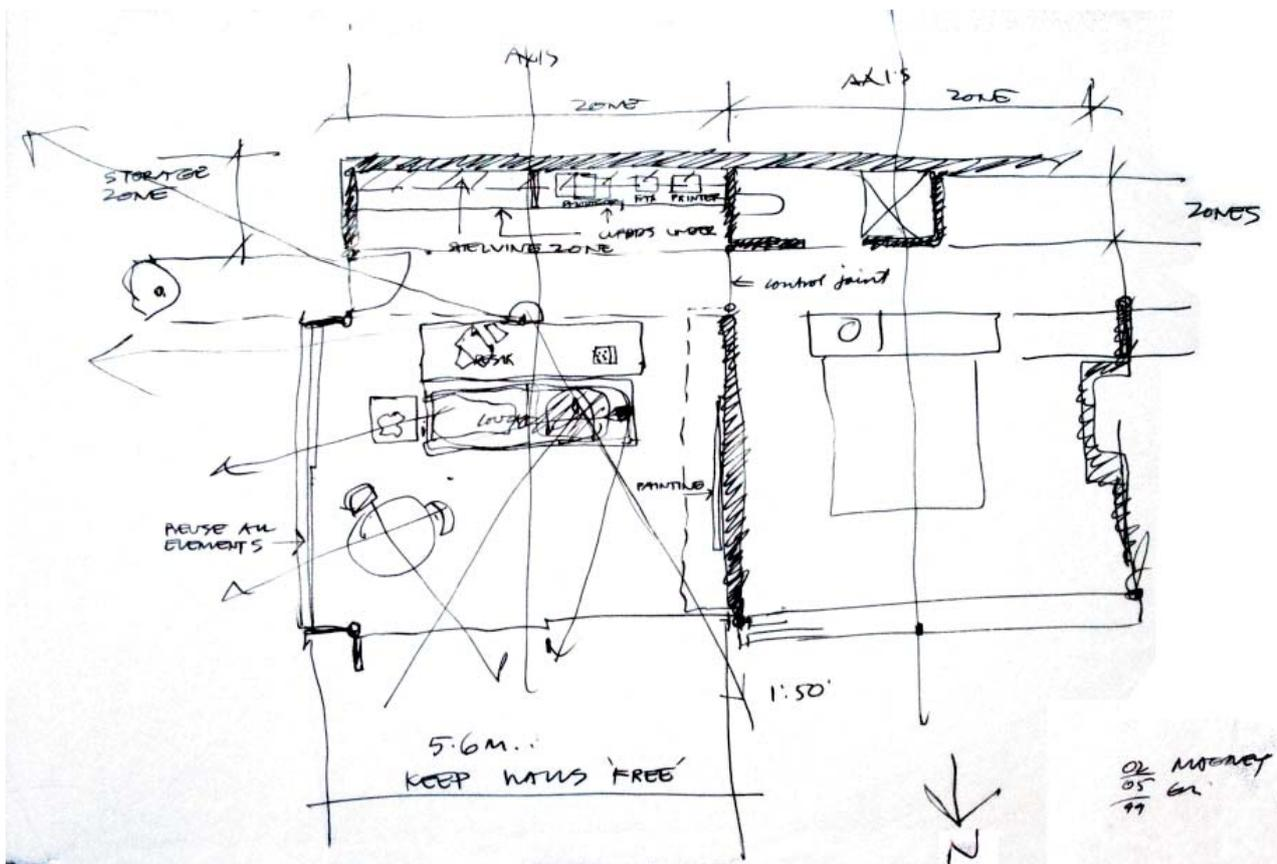 AXIS
AXIS
ZONE
ZONE
STORAGE
ZONE
FAX PRINTER
CUPBDS UNDER
SHELVING ZONE
ZONES
← control joint
DESK
PAINTING
REUSE ALL
ELEMENTS
1:50
5.6M..
KEEP WALLS 'FREE'
02 MAGNEY
05
99
N